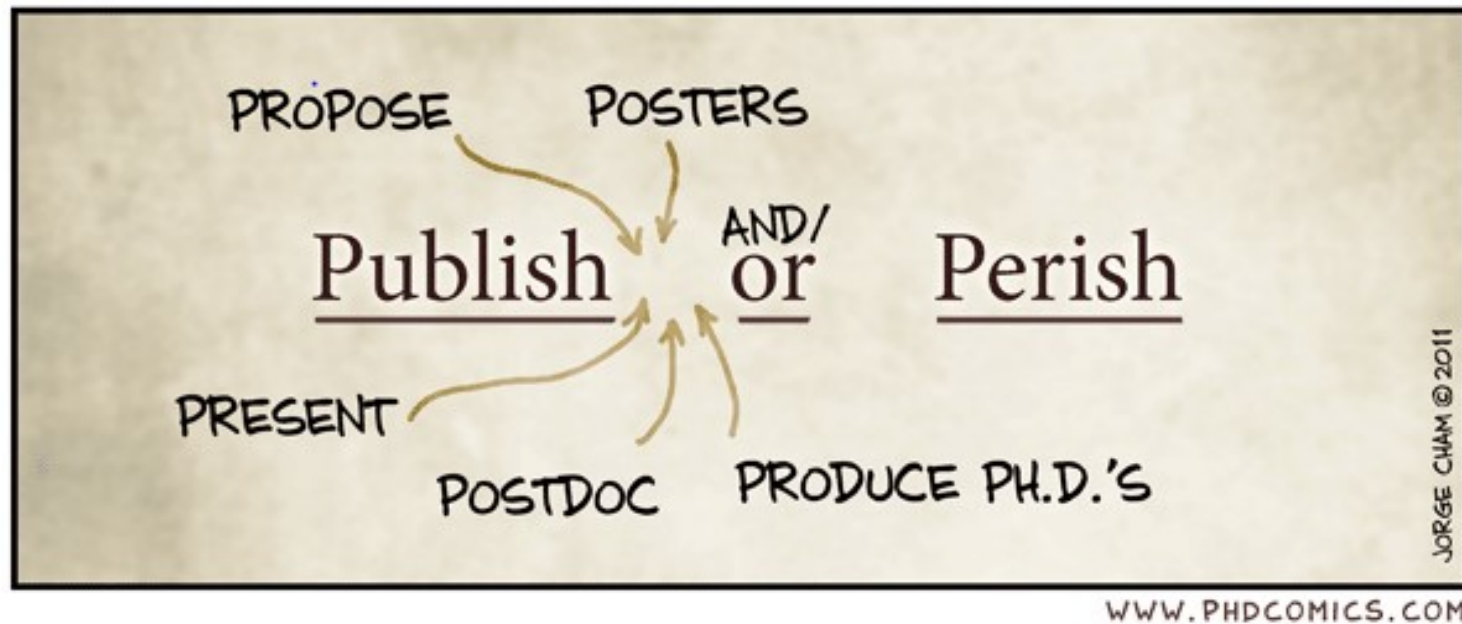 PROPOSE POSTERS
AND/
Publish or Perish
PRESENT
POSTDOC PRODUCE PH.D.'S
JORGE CHAM © 2011
WWW.PHDCOMICS.COM